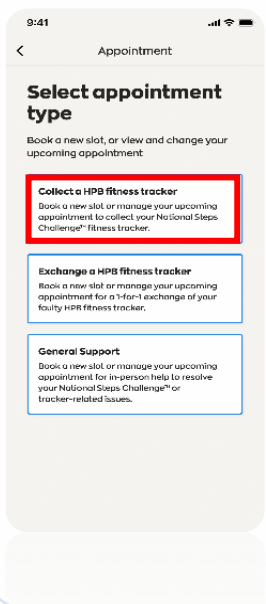 9:41
Appointment
Select appointment
type
Book a new slot, or view and change your
upcoming appointment
Collect a HPB fitness tracker
Book a new slot or manage your upcoming
appointment to collect your National Steps
Challenge™ fitness tracker.
Exchange a HPB fitness tracker
Book a new slot or manage your upcoming
appointment for a 1-for-1 exchange of your
faulty HPB fitness tracker.
General Support
Book a new slot or manage your upcoming
appointment for in-person help to resolve
your National Steps Challenge™ or
tracker-related issues.